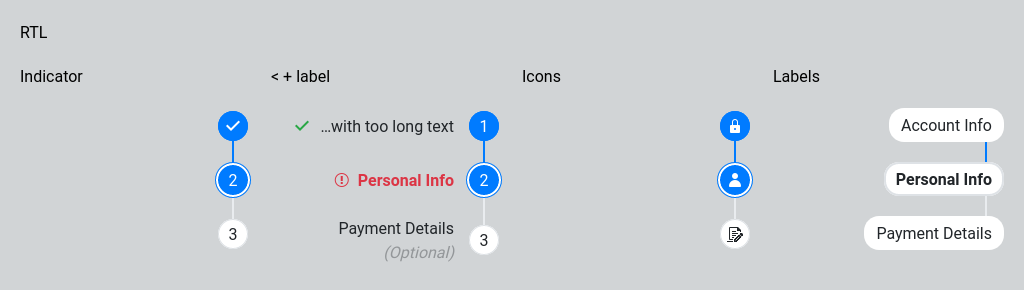 RTL
Indicator
< + label
Icons
Labels
2
3
...with too long text
1
Personal Info
2
Payment Details
(Optional)
3
Account Info
Personal Info
Payment Details